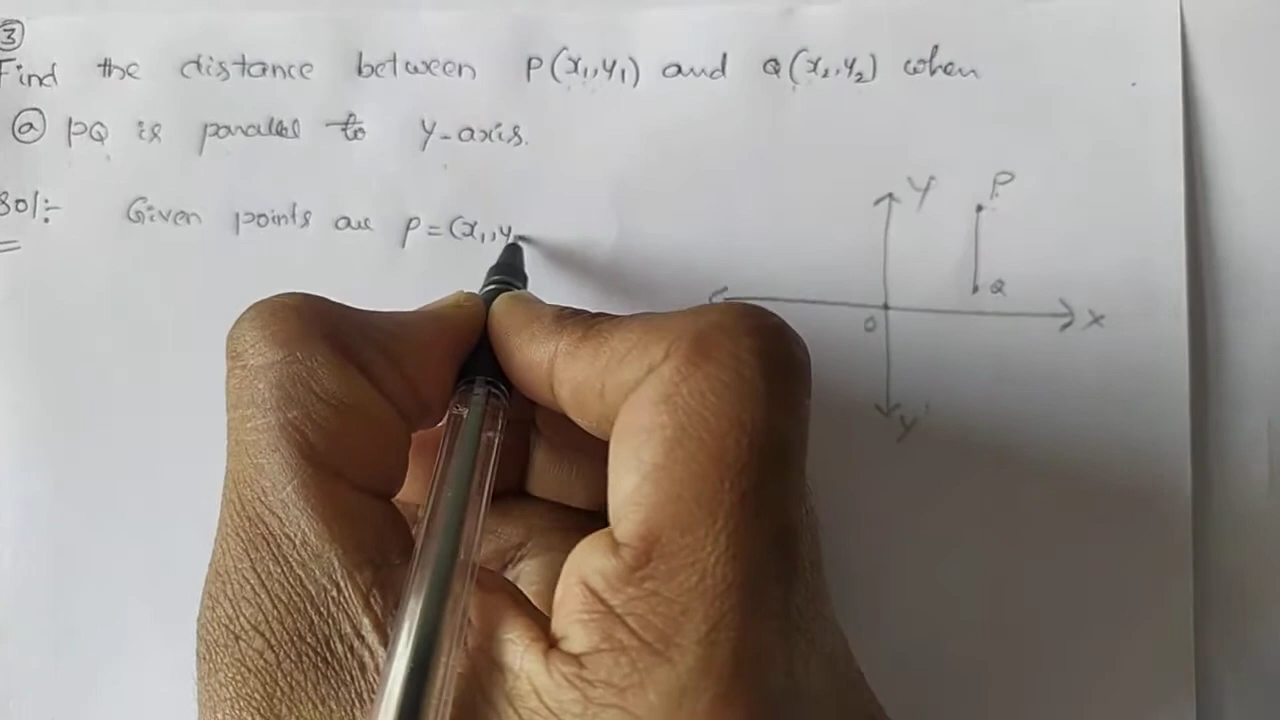 ③
Find the distance between P(x₁,y₁) and Q(x₂,y₂) when
ⓐ PQ is parallel to Y-axis.
Sol:- Given points are P=(x₁,y
Y
P
Q
O
X
Y'